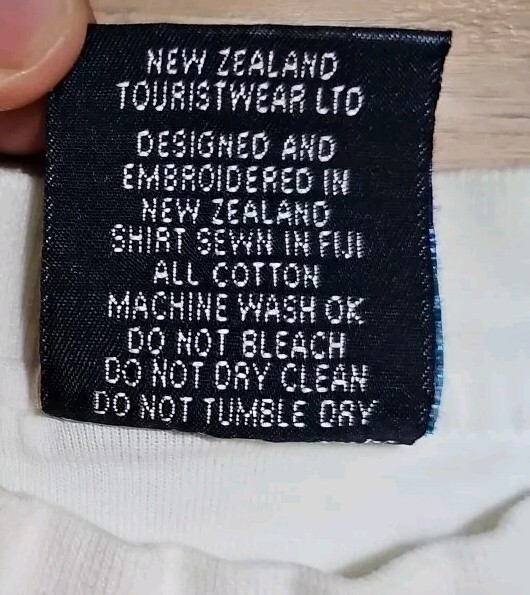 NEW ZEALAND
TOURISTWEAR LTD
DESIGNED AND
EMBROIDERED IN
NEW ZEALAND
SHIRT SEWN IN FIJI
ALL COTTON
MACHINE WASH OK
DO NOT BLEACH
DO NOT DRY CLEAN
DO NOT TUMBLE DRY